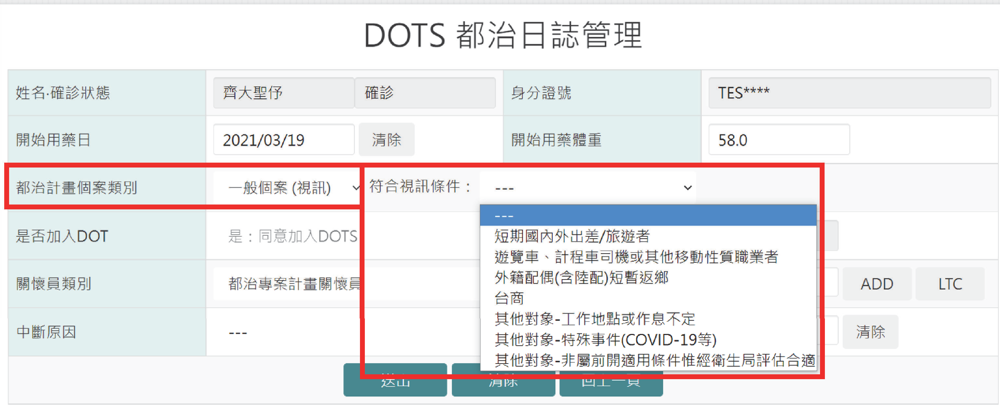 DOTS 都治日誌管理
姓名·確診狀態 齊大聖伃 確診 身分證號 TES****
開始用藥日 2021/03/19 清除 開始用藥體重 58.0
都治計畫個案類別 一般個案 (視訊) 符合視訊條件： ---
---
是否加入DOT 是：同意加入DOTS 短期國內外出差/旅遊者
遊覽車、計程車司機或其他移動性質職業者
關懷員類別 都治專案計畫關懷員 外籍配偶(含陸配)短暫返鄉 ADD LTC
台商
其他對象-工作地點或作息不定
中斷原因 --- 其他對象-特殊事件(COVID-19等) 清除
其他對象-非屬前開適用條件惟經衛生局評估合適
送出 清除 回上一頁